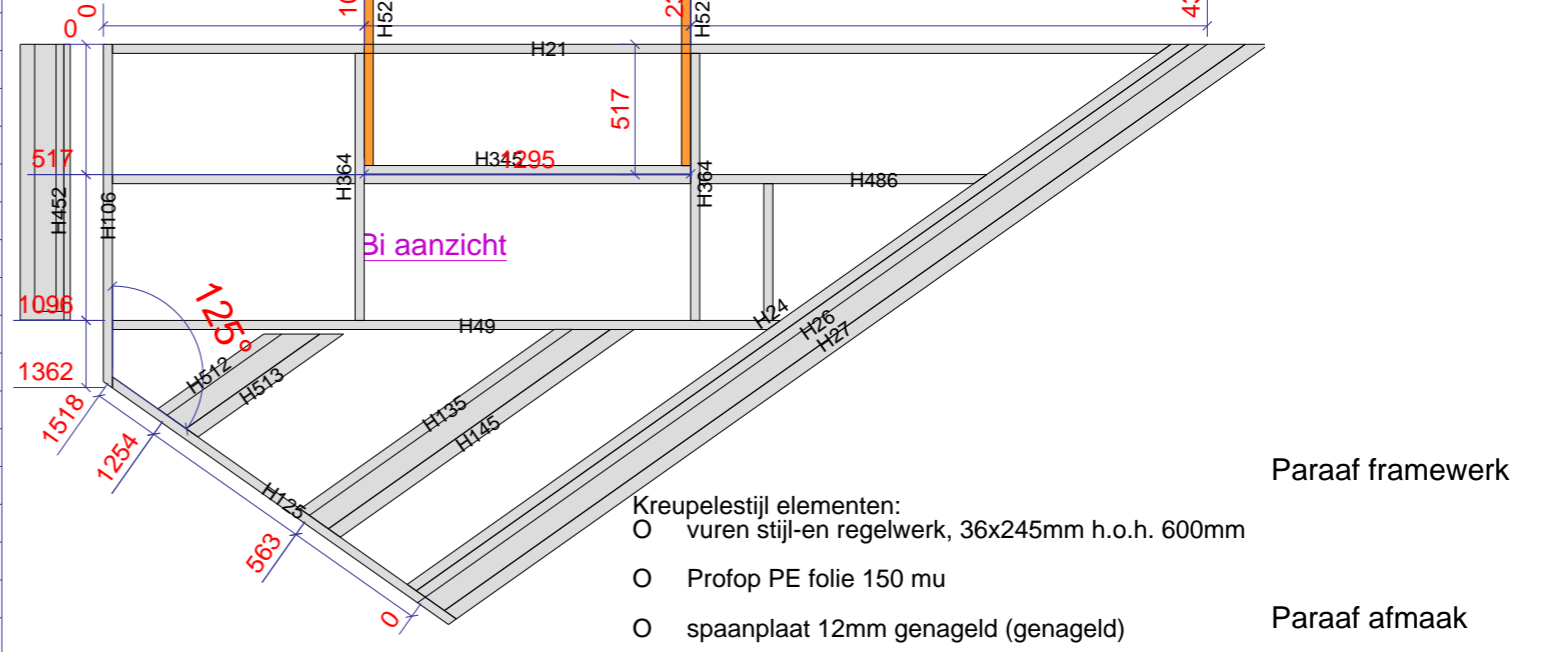 0
0
H52
H52
H21
517
517
H345
1295
H364
H364
H486
H452
H106
Bi aanzicht
1096
125°
H24
H26
H27
H49
1362
H512
H513
1518
1254
H135
H145
H125
563
0
Paraaf framewerk
Kreupelestijl elementen:
O vuren stijl-en regelwerk, 36x245mm h.o.h. 600mm
O Profop PE folie 150 mu
O spaanplaat 12mm genageld (genageld)
Paraaf afmaak